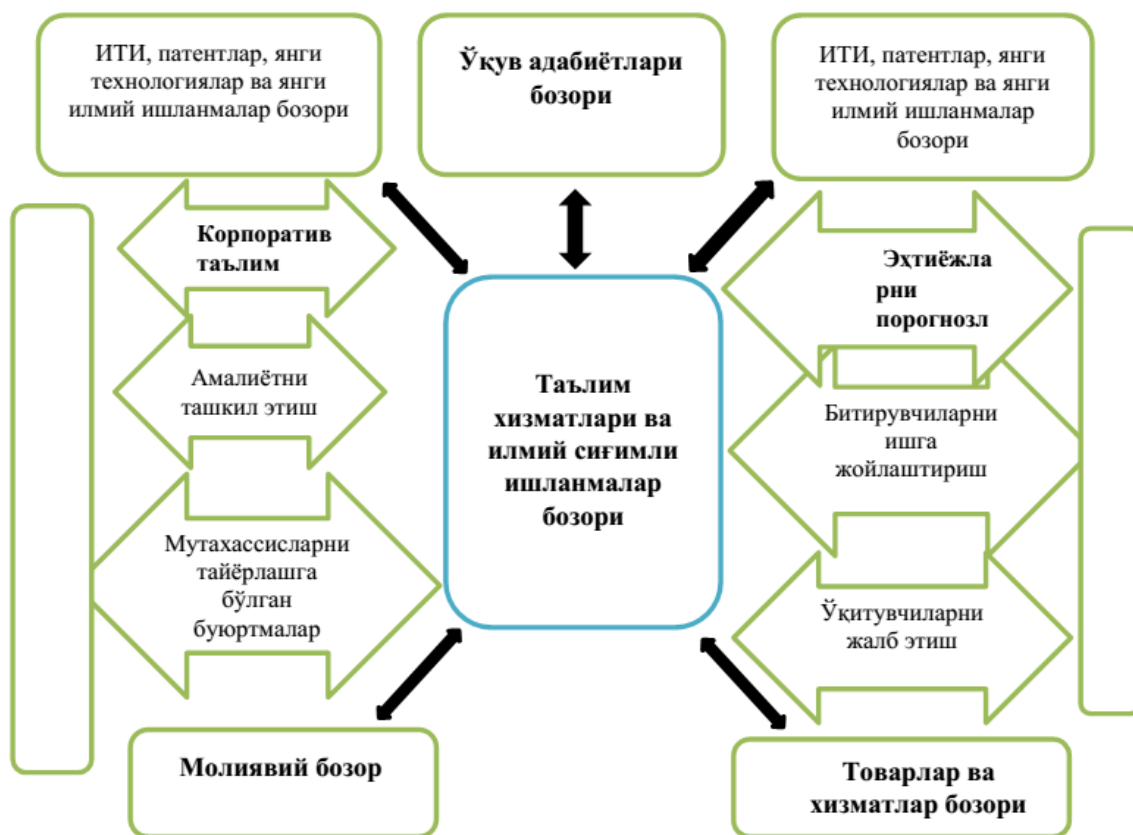 ИТИ, патентлар, янги
технологиялар ва янги
илмий ишланмалар бозори
Ўқув адабиётлари
бозори
ИТИ, патентлар, янги
технологиялар ва янги
илмий ишланмалар
бозори
Корпоратив
таълим
Амалиётни
ташкил этиш
Мутахассисларни
тайёрлашга
бўлган
буюртмалар
Таълим
хизматлари ва
илмий сиғимли
ишланмалар
бозори
Эҳтиёжла
рни
порогнозл
Битирувчиларни
ишга
жойлаштириш
Ўқитувчиларни
жалб этиш
Молиявий бозор
Товарлар ва
хизматлар бозори